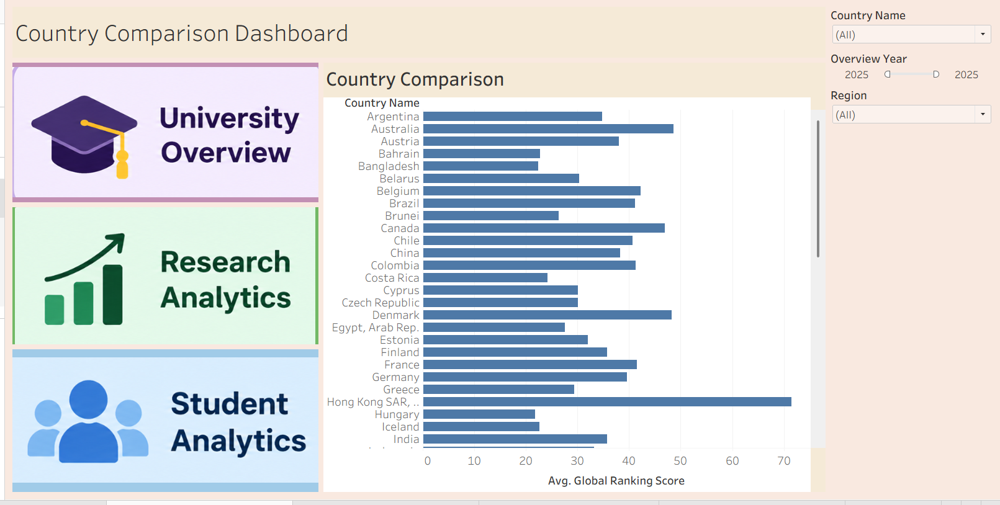 Country Comparison Dashboard
University
Overview
Research
Analytics
Student
Analytics
Country Comparison
Country Name
Argentina
Australia
Austria
Bahrain
Bangladesh
Belarus
Belgium
Brazil
Brunei
Canada
Chile
China
Colombia
Costa Rica
Cyprus
Czech Republic
Denmark
Egypt, Arab Rep.
Estonia
Finland
France
Germany
Greece
Hong Kong SAR, ..
Hungary
Iceland
India
0 10 20 30 40 50 60 70
Avg. Global Ranking Score
Country Name
(All)
Overview Year
2025 2025
Region
(All)